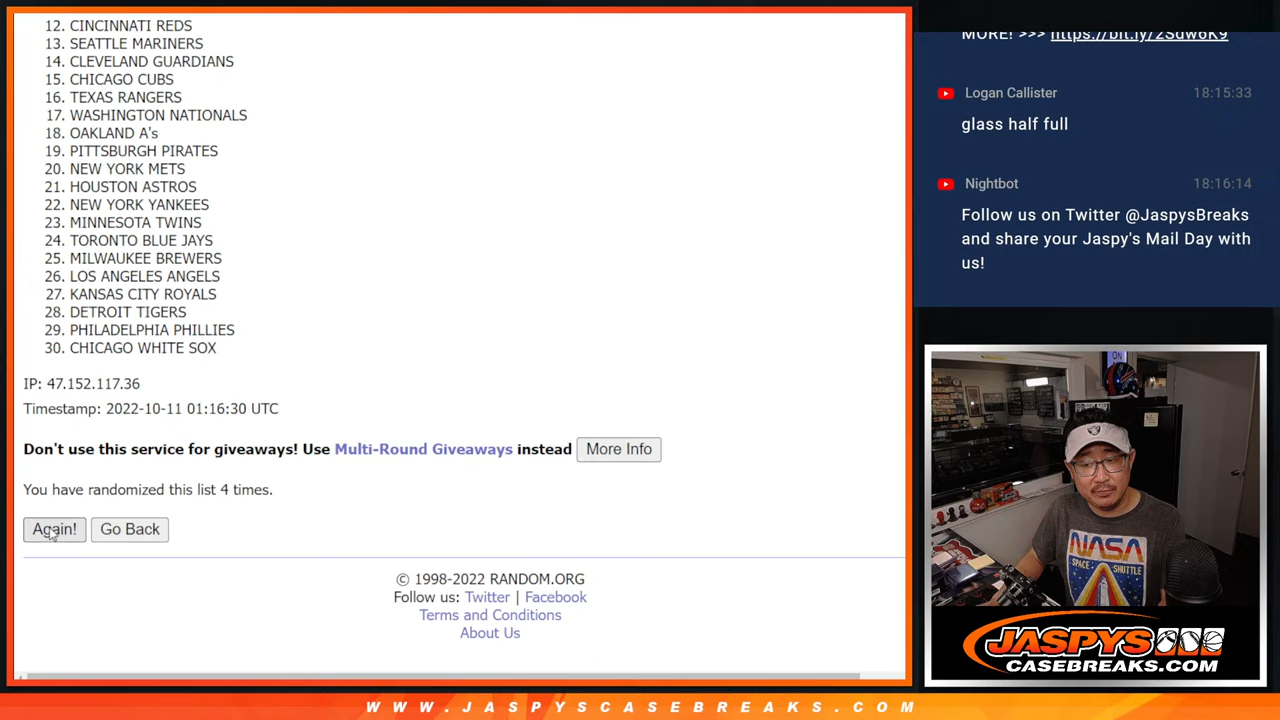 12. CINCINNATI REDS
13. SEATTLE MARINERS
14. CLEVELAND GUARDIANS
15. CHICAGO CUBS
16. TEXAS RANGERS
17. WASHINGTON NATIONALS
18. OAKLAND A's
19. PITTSBURGH PIRATES
20. NEW YORK METS
21. HOUSTON ASTROS
22. NEW YORK YANKEES
23. MINNESOTA TWINS
24. TORONTO BLUE JAYS
25. MILWAUKEE BREWERS
26. LOS ANGELES ANGELS
27. KANSAS CITY ROYALS
28. DETROIT TIGERS
29. PHILADELPHIA PHILLIES
30. CHICAGO WHITE SOX
IP: 47.152.117.36
Timestamp: 2022-10-11 01:16:30 UTC
Don't use this service for giveaways! Use Multi-Round Giveaways instead More Info
You have randomized this list 4 times.
Again! Go Back
© 1998-2022 RANDOM.ORG
Follow us: Twitter | Facebook
Terms and Conditions
About Us
MORE! >>> https://bit.ly/2Sdw6K9
Logan Callister 18:15:33
glass half full
Nightbot 18:16:14
Follow us on Twitter @JaspysBreaks
and share your Jaspy's Mail Day with
us!
ON
NASA
SPACE SHUTTLE
JASPYS
CASEBREAKS.COM
WWW.JASPYSCASEBREAKS.COM